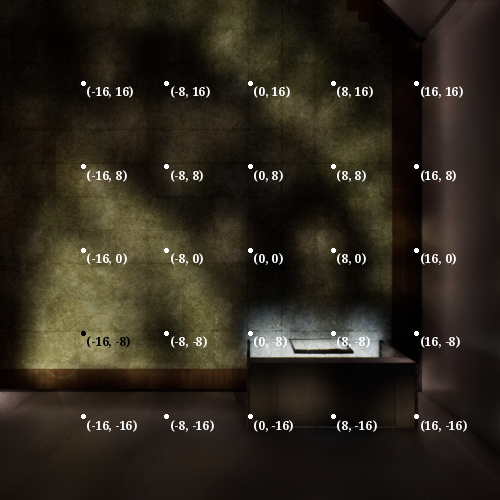 (-16, 16) (-8, 16) (0, 16) (8, 16) (16, 16)
(-16, 8) (-8, 8) (0, 8) (8, 8) (16, 8)
(-16, 0) (-8, 0) (0, 0) (8, 0) (16, 0)
(-16, -8) (-8, -8) (0, -8) (8, -8) (16, -8)
(-16, -16) (-8, -16) (0, -16) (8, -16) (16, -16)